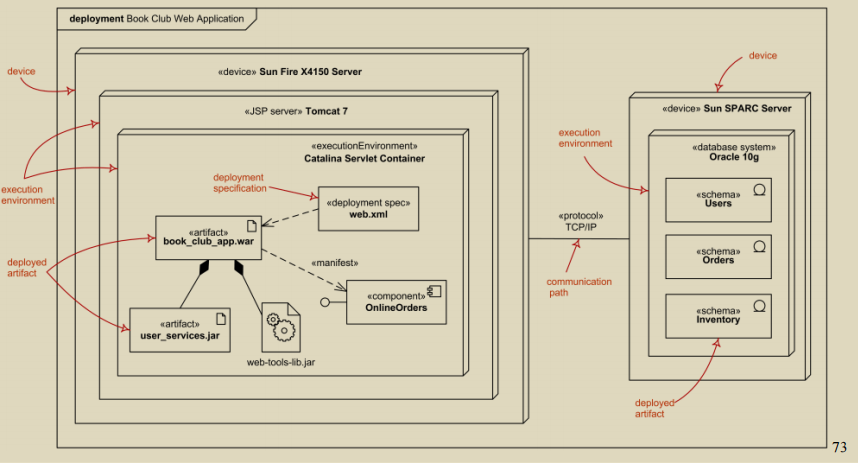 deployment Book Club Web Application
device
«device» Sun Fire X4150 Server
«JSP server» Tomcat 7
«executionEnvironment»
Catalina Servlet Container
execution
environment
deployment
specification
«deployment spec»
web.xml
«artifact»
book_club_app.war
deployed
artifact
«manifest»
«component»
OnlineOrders
«artifact»
user_services.jar
web-tools-lib.jar
«protocol»
TCP/IP
communication
path
device
«device» Sun SPARC Server
execution
environment
«database system»
Oracle 10g
«schema»
Users
«schema»
Orders
«schema»
Inventory
deployed
artifact
73